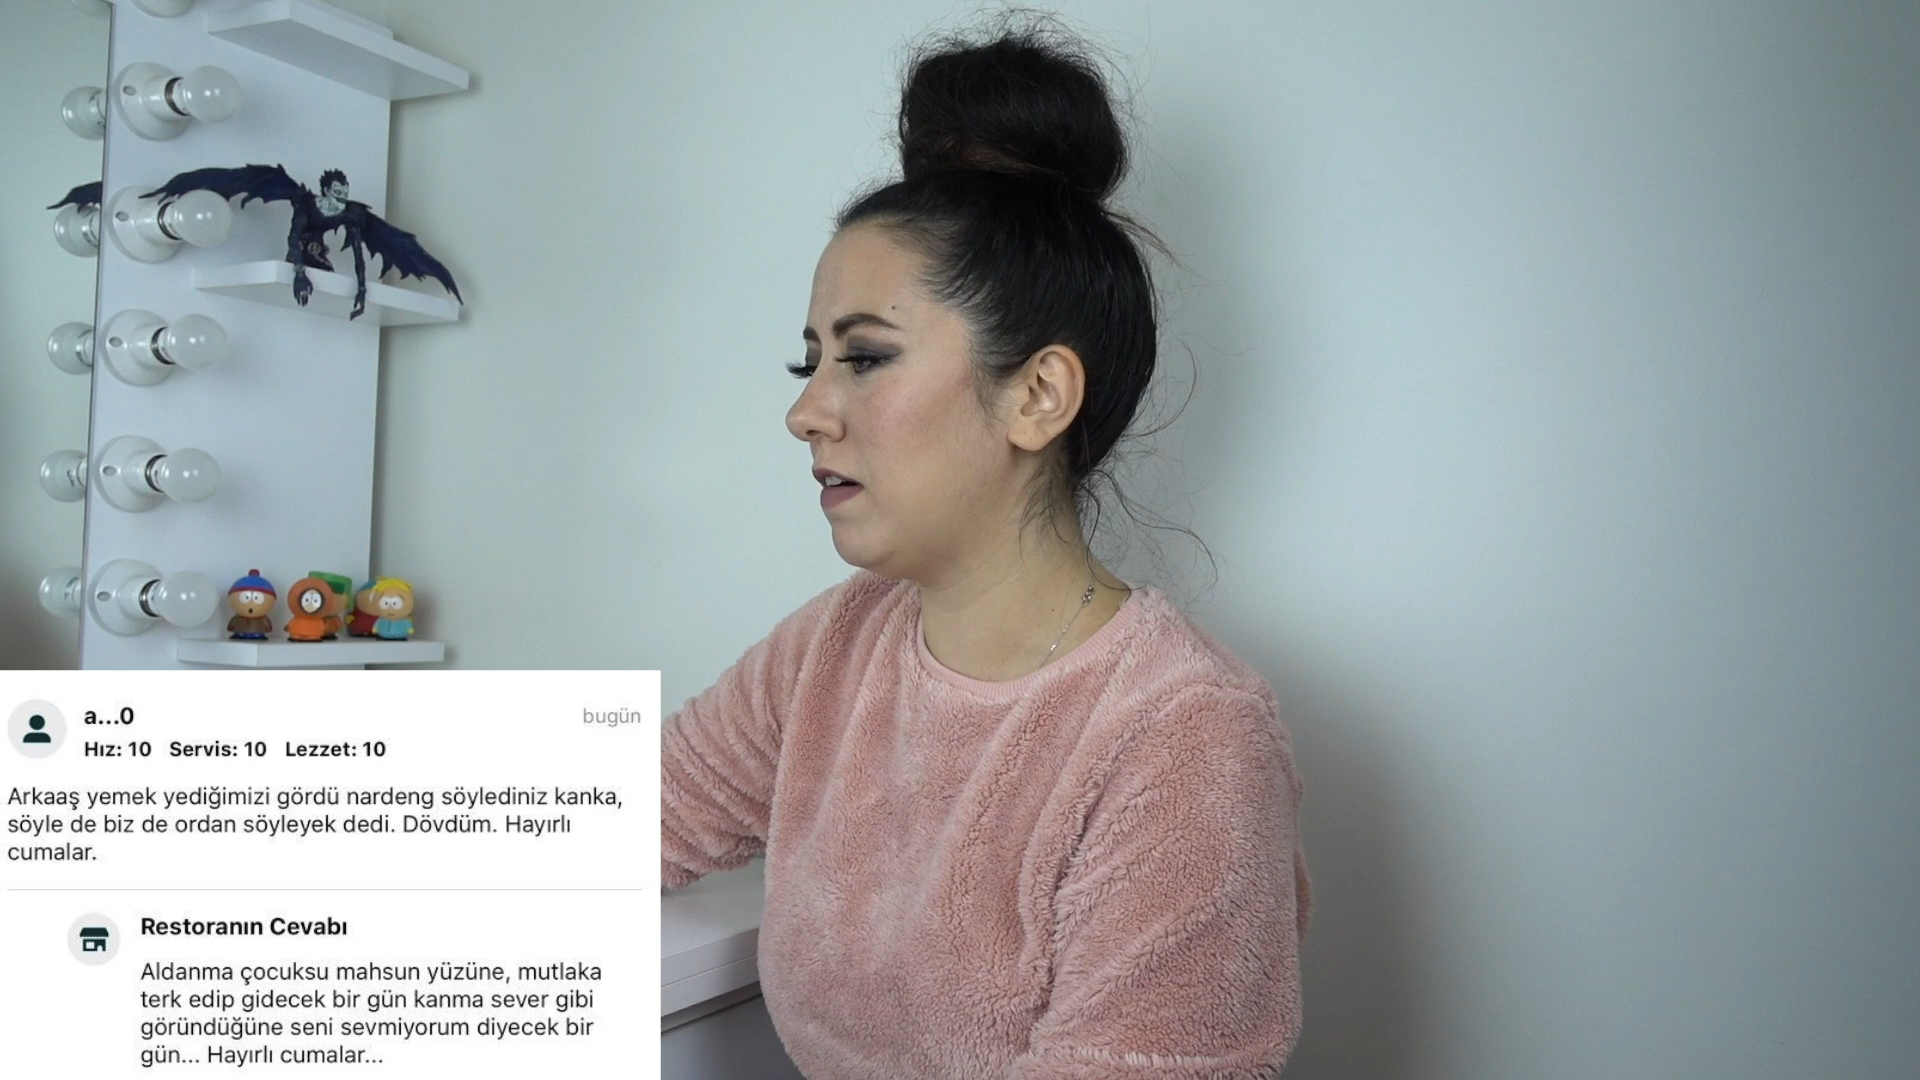 a...0
bugün
Hız: 10 Servis: 10 Lezzet: 10
Arkaaş yemek yediğimizi gördü nardeng söylediniz kanka,
söyle de biz de ordan söyleyek dedi. Dövdüm. Hayırlı
cumalar.
Restoranın Cevabı
Aldanma çocuksu mahsun yüzüne, mutlaka
terk edip gidecek bir gün kanma sever gibi
göründüğüne seni sevmiyorum diyecek bir
gün... Hayırlı cumalar...